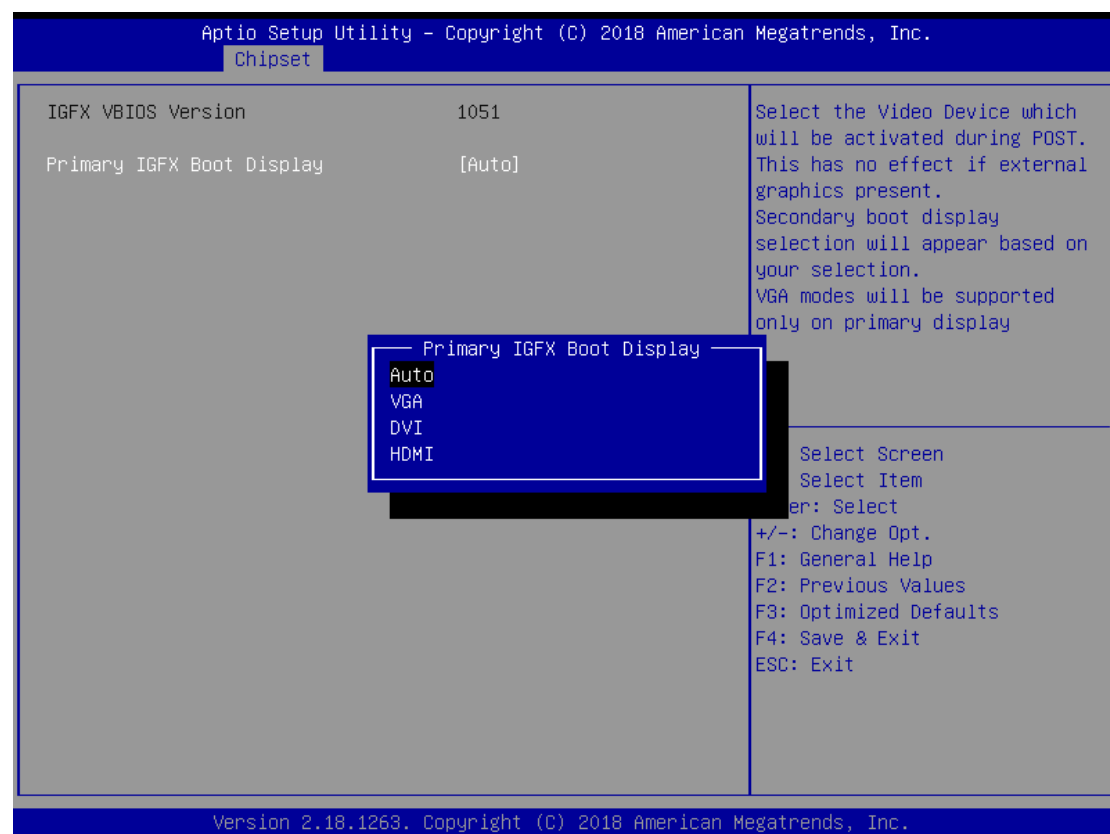 Aptio Setup Utility – Copyright (C) 2018 American Megatrends, Inc.
Chipset
IGFX VBIOS Version 1051
Primary IGFX Boot Display [Auto]
Select the Video Device which
will be activated during POST.
This has no effect if external
graphics present.
Secondary boot display
selection will appear based on
your selection.
VGA modes will be supported
only on primary display
Primary IGFX Boot Display
Auto
VGA
DVI
HDMI
Select Screen
Select Item
er: Select
+/-: Change Opt.
F1: General Help
F2: Previous Values
F3: Optimized Defaults
F4: Save & Exit
ESC: Exit
Version 2.18.1263. Copyright (C) 2018 American Megatrends, Inc.